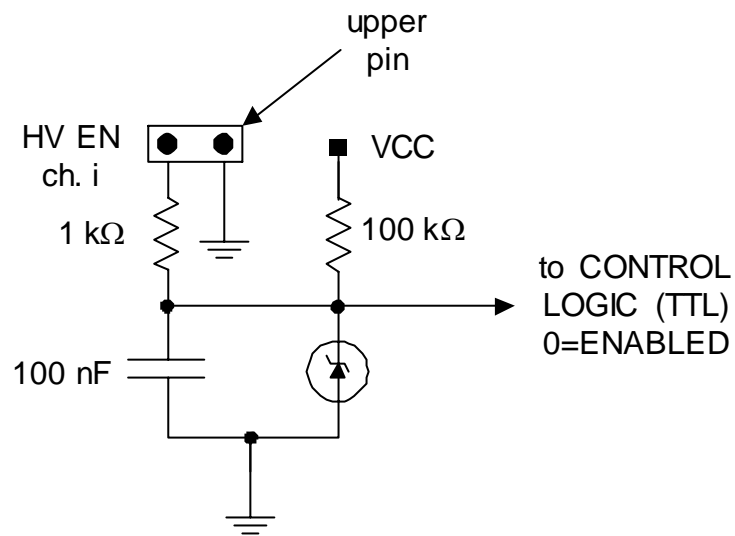 upper
pin
HV EN
ch. i
VCC
1 kΩ
100 kΩ
to CONTROL
LOGIC (TTL)
0=ENABLED
100 nF